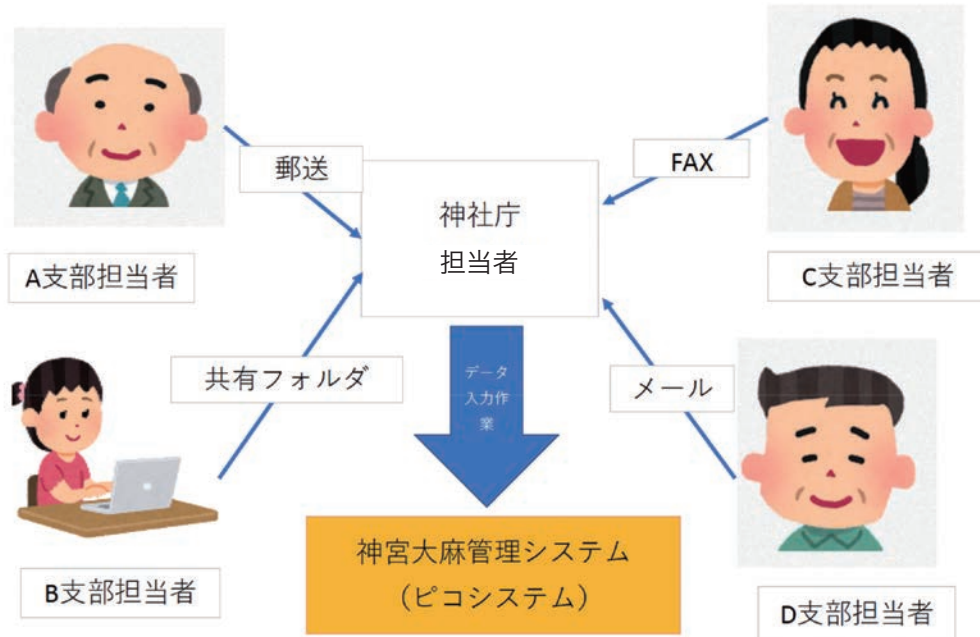 郵送
FAX
神社庁
担当者
A支部担当者
C支部担当者
共有フォルダ
データ
入力作
業
メール
神宮大麻管理システム
（ピコシステム）
B支部担当者
D支部担当者